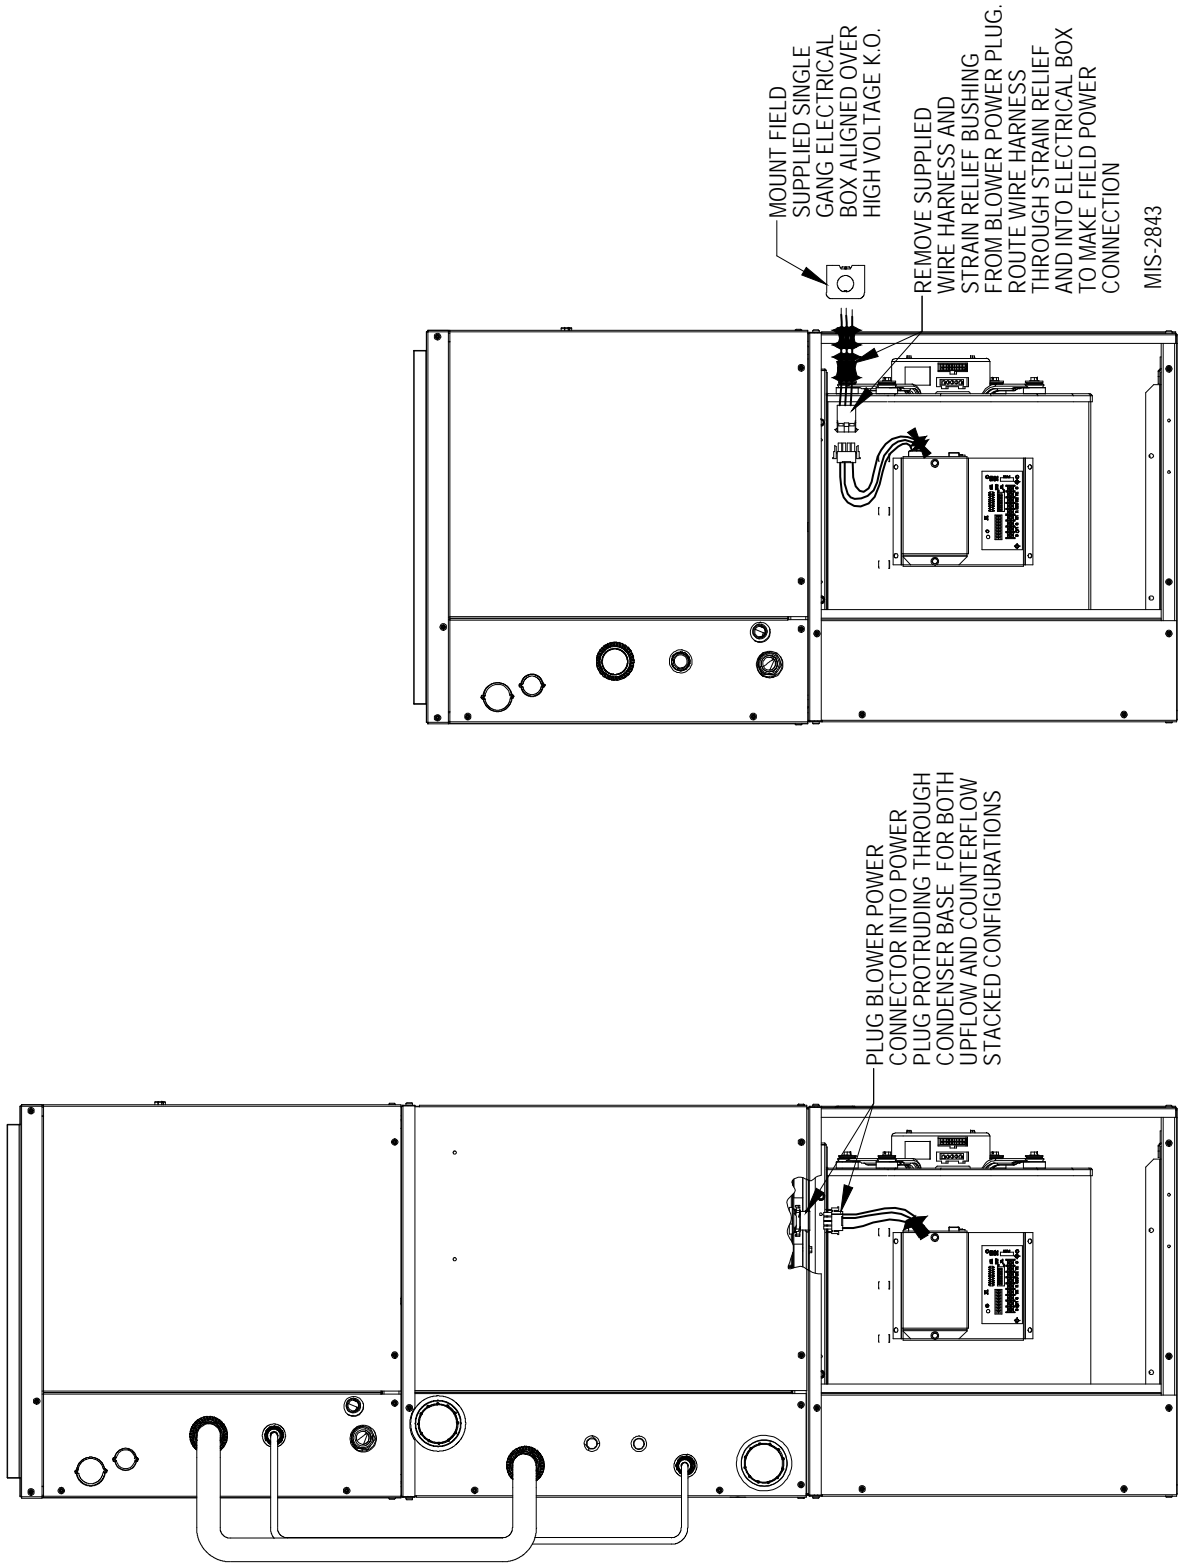 MOUNT FIELD
SUPPLIED SINGLE
GANG ELECTRICAL
BOX ALIGNED OVER
HIGH VOLTAGE K.O.
REMOVE SUPPLIED
WIRE HARNESS AND
STRAIN RELIEF BUSHING
FROM BLOWER POWER PLUG.
ROUTE WIRE HARNESS
THROUGH STRAIN RELIEF
AND INTO ELECTRICAL BOX
TO MAKE FIELD POWER
CONNECTION
MIS-2843
PLUG BLOWER POWER
CONNECTOR INTO POWER
PLUG PROTRUDING THROUGH
CONDENSER BASE FOR BOTH
UPFLOW AND COUNTERFLOW
STACKED CONFIGURATIONS